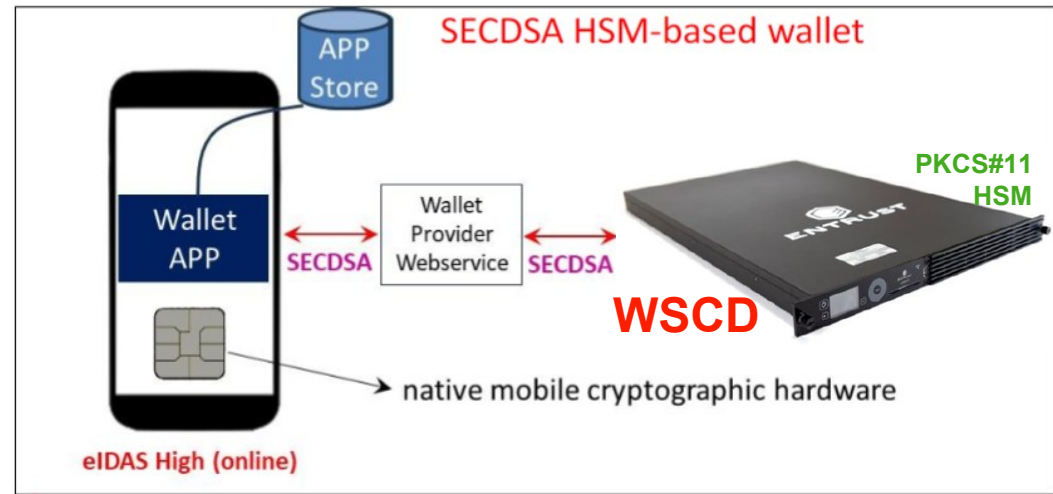 SECDSA HSM-based wallet
APP
Store
PKCS#11
HSM
Wallet
APP
SECDSA
Wallet
Provider
Webservice
SECDSA
ENTRUST
WSCD
native mobile cryptographic hardware
eIDAS High (online)